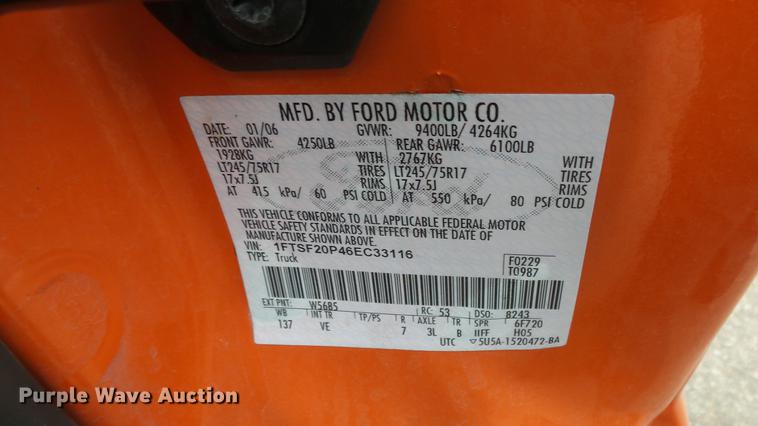 MFD. BY FORD MOTOR CO.
DATE: 01/06 GVWR: 9400LB/ 4264KG
FRONT GAWR: 4250LB REAR GAWR: 6100LB
1928KG WITH 2767KG WITH
LT245/75R17 TIRES LT245/75R17 TIRES
17x7.5J RIMS 17x7.5J RIMS
AT 415 kPa/ 60 PSI COLD AT 550 kPa/ 80 PSI COLD
THIS VEHICLE CONFORMS TO ALL APPLICABLE FEDERAL MOTOR
VEHICLE SAFETY STANDARDS IN EFFECT ON THE DATE OF
MANUFACTURE SHOWN ABOVE.
VIN: 1FTSF20P46EC33116 F0229
TYPE: Truck T0987
EXT PNT: W5685 RC: 53 DSO: 8243
WB INT TR TP/PS R AXLE TR SPR 6F720
137 VE 7 3L B IIFF H05
UTC ▽5U5A-1520472-BA
Purple Wave Auction